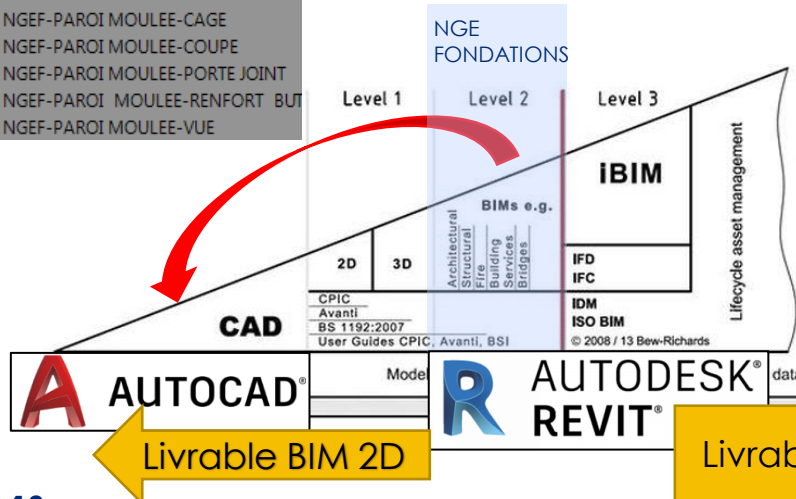 NGEF-PAROI MOULEE-CAGE
NGEF-PAROI MOULEE-COUPE
NGEF-PAROI MOULEE-PORTE JOINT
NGEF-PAROI MOULEE-RENFORT BUT
NGEF-PAROI MOULEE-VUE
NGE
FONDATIONS
Level 1
Level 2
Level 3
iBIM
BIMs e.g.
Architectural
Structural
Fire
Building
Services
Bridges
2D
3D
IFD
IFC
Lifecycle asset management
CAD
CPIC
Avanti
BS 1192:2007
User Guides CPIC, Avanti, BSI
IDM
ISO BIM
© 2008 / 13 Bew-Richards
AUTOCAD®
Model
AUTODESK®
REVIT®
data
Livrable BIM 2D
Livrab